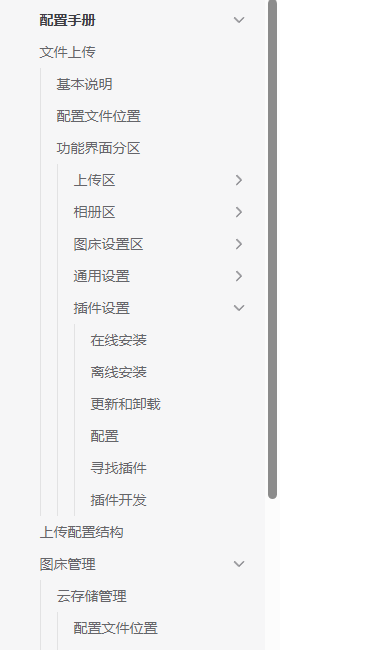 配置手册
文件上传
基本说明
配置文件位置
功能界面分区
上传区
相册区
图床设置区
通用设置
插件设置
在线安装
离线安装
更新和卸载
配置
寻找插件
插件开发
上传配置结构
图床管理
云存储管理
配置文件位置